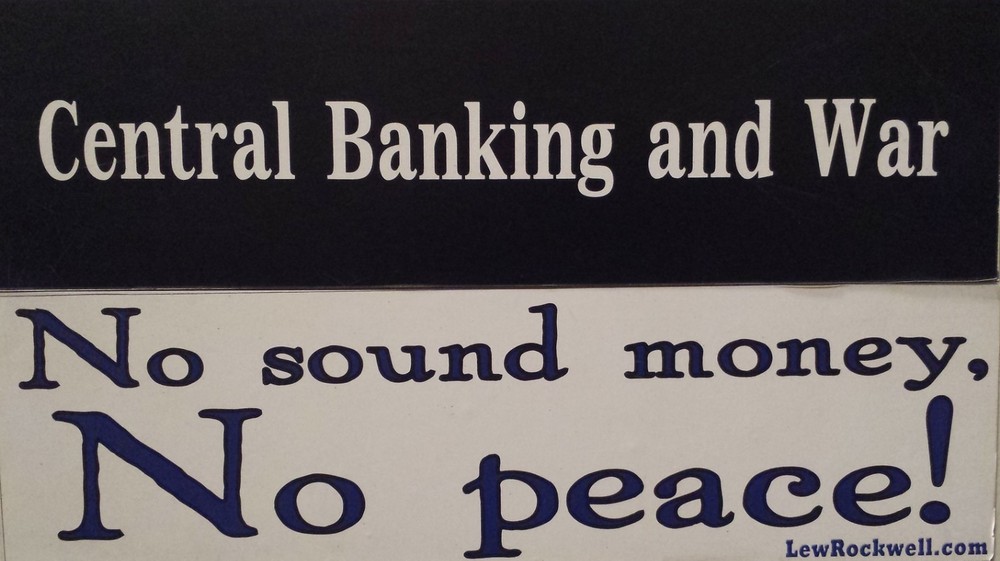 Central Banking and War
No sound money,
No peace!
LewRockwell.com